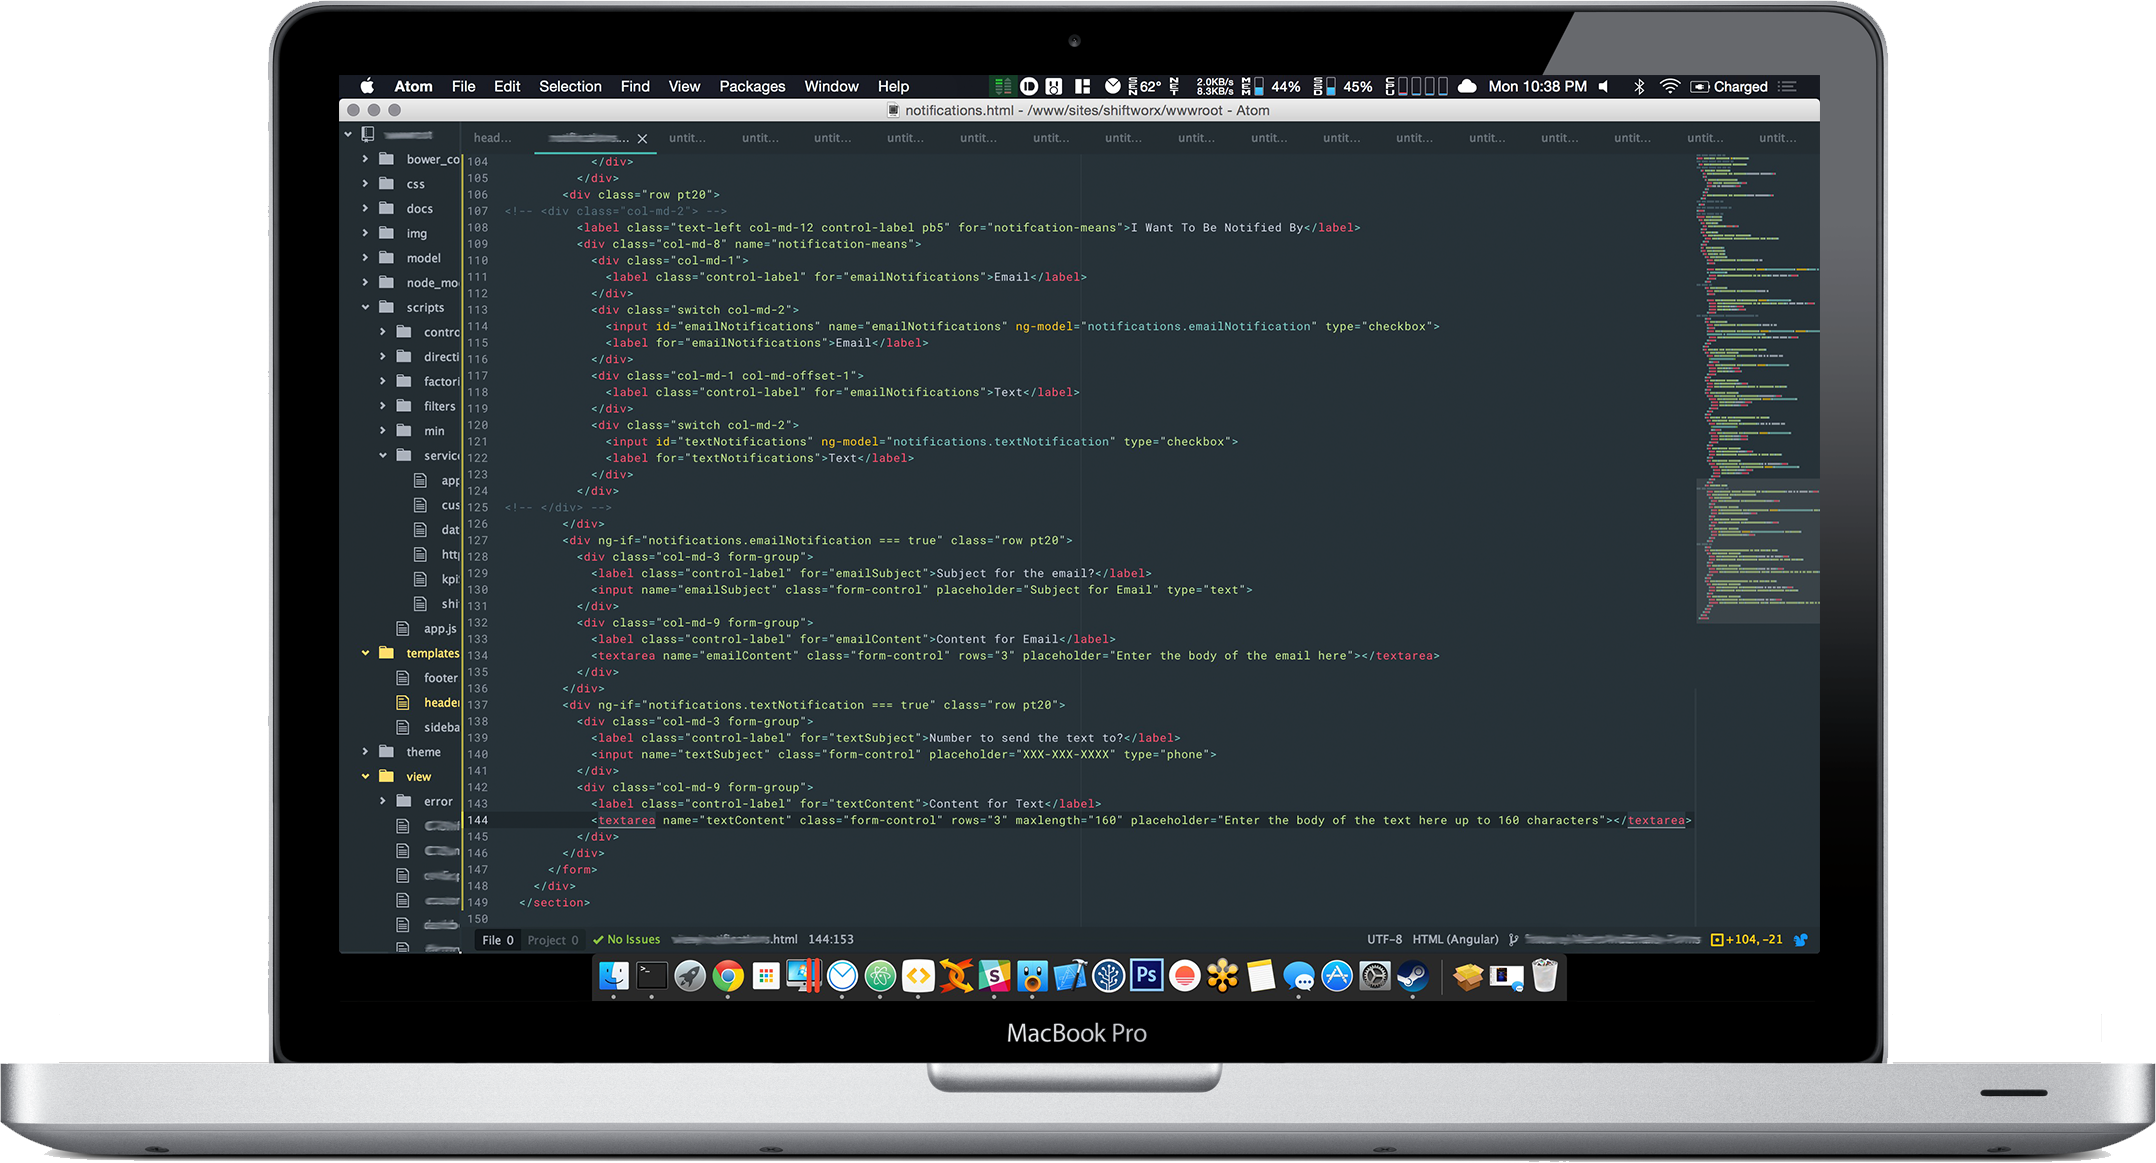 Atom File Edit Selection Find View Packages Window Help SEN 62° NET 2.0KB/s 8.3KB/s MEM 44% SSD 45% CPU Mon 10:38 PM Charged
notifications.html - /www/sites/shiftworx/wwwroot - Atom
head... ... untit... untit... untit... untit... untit... untit... untit... untit... untit... untit... untit... untit... untit... untit... untit... untit...
bower_co
css
docs
img
model
node_mo
scripts
contro
directi
factori
filters
min
servic
app
cus
dat
htt
kpi
shi
app.js
templates
footer
heade
sideba
theme
view
error
104 </div>
105 </div>
106 <div class="row pt20">
107 <!-- <div class="col-md-2"> -->
108 <label class="text-left col-md-12 control-label pb5" for="notifcation-means">I Want To Be Notified By</label>
109 <div class="col-md-8" name="notification-means">
110 <div class="col-md-1">
111 <label class="control-label" for="emailNotifications">Email</label>
112 </div>
113 <div class="switch col-md-2">
114 <input id="emailNotifications" name="emailNotifications" ng-model="notifications.emailNotification" type="checkbox">
115 <label for="emailNotifications">Email</label>
116 </div>
117 <div class="col-md-1 col-md-offset-1">
118 <label class="control-label" for="emailNotifications">Text</label>
119 </div>
120 <div class="switch col-md-2">
121 <input id="textNotifications" ng-model="notifications.textNotification" type="checkbox">
122 <label for="textNotifications">Text</label>
123 </div>
124 </div>
125 <!-- </div> -->
126 </div>
127 <div ng-if="notifications.emailNotification === true" class="row pt20">
128 <div class="col-md-3 form-group">
129 <label class="control-label" for="emailSubject">Subject for the email?</label>
130 <input name="emailSubject" class="form-control" placeholder="Subject for Email" type="text">
131 </div>
132 <div class="col-md-9 form-group">
133 <label class="control-label" for="emailContent">Content for Email</label>
134 <textarea name="emailContent" class="form-control" rows="3" placeholder="Enter the body of the email here"></textarea>
135 </div>
136 </div>
137 <div ng-if="notifications.textNotification === true" class="row pt20">
138 <div class="col-md-3 form-group">
139 <label class="control-label" for="textSubject">Number to send the text to?</label>
140 <input name="textSubject" class="form-control" placeholder="XXX-XXX-XXXX" type="phone">
141 </div>
142 <div class="col-md-9 form-group">
143 <label class="control-label" for="textContent">Content for Text</label>
144 <textarea name="textContent" class="form-control" rows="3" maxlength="160" placeholder="Enter the body of the text here up to 160 characters"></textarea>
145 </div>
146 </div>
147 </form>
148 </div>
149 </section>
150
File 0 Project 0 No Issues .html 144:153 UTF-8 HTML (Angular) +104, -21
Ps
MacBook Pro